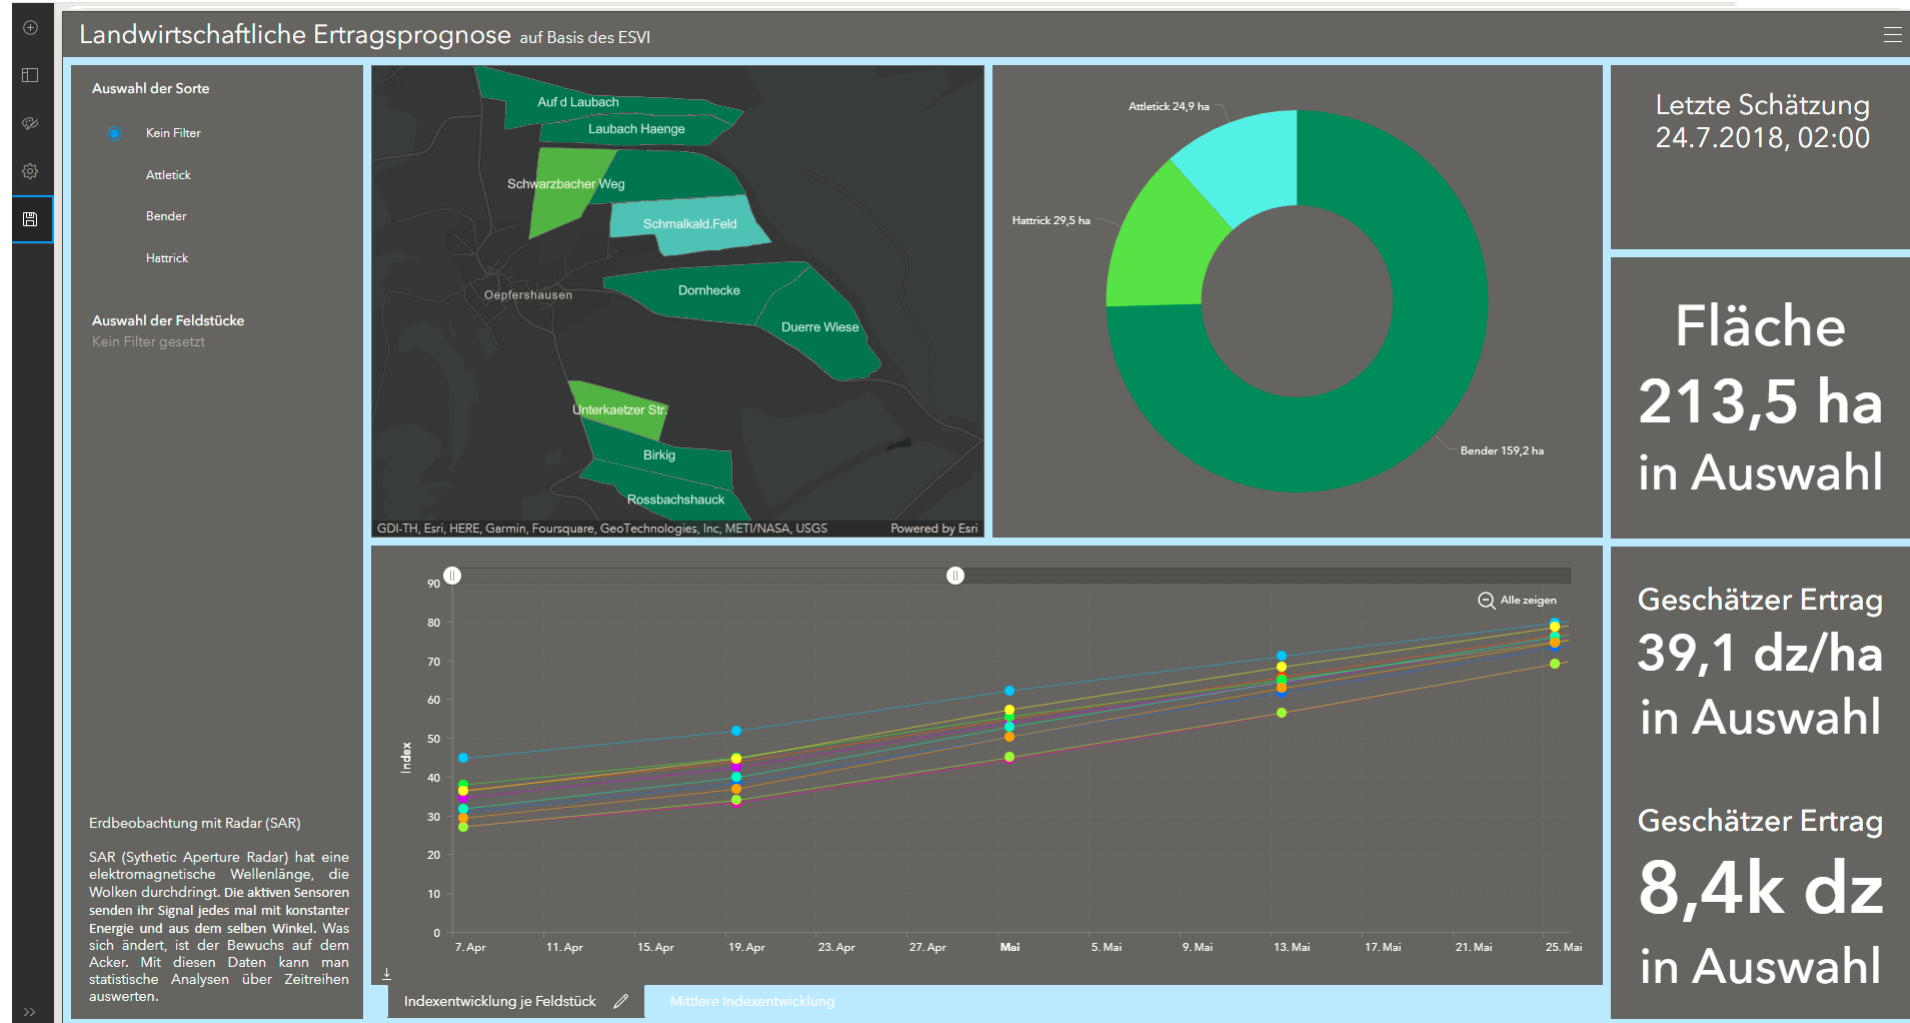 Landwirtschaftliche Ertragsprognose auf Basis des ESVI
Auswahl der Sorte
Kein Filter
Attletick
Bender
Hattrick
Auswahl der Feldstücke
Kein Filter gesetzt
Erdbeobachtung mit Radar (SAR)
SAR (Sythetic Aperture Radar) hat eine
elektromagnetische Wellenlänge, die
Wolken durchdringt. Die aktiven Sensoren
senden ihr Signal jedes mal mit konstanter
Energie und aus dem selben Winkel. Was
sich ändert, ist der Bewuchs auf dem
Acker. Mit diesen Daten kann man
statistische Analysen über Zeitreihen
auswerten.
Auf d Laubach
Laubach Haenge
Schwarzbacher Weg
Schmalkald.Feld
Dornhecke
Oepfershausen
Duerre Wiese
Unterkaetzer Str.
Birkig
Rossbachshauck
GDI-TH, Esri, HERE, Garmin, Foursquare, GeoTechnologies, Inc, METI/NASA, USGS
Powered by Esri
Attletick 24,9 ha
Hattrick 29,5 ha
Bender 159,2 ha
Letzte Schätzung
24.7.2018, 02:00
Fläche
213,5 ha
in Auswahl
Geschätzer Ertrag
39,1 dz/ha
in Auswahl
Geschätzer Ertrag
8,4k dz
in Auswahl
Alle zeigen
Index
90
80
70
60
50
40
30
20
10
0
7. Apr
11. Apr
15. Apr
19. Apr
23. Apr
27. Apr
Mai
5. Mai
9. Mai
13. Mai
17. Mai
21. Mai
25. Mai
Indexentwicklung je Feldstück
Mittlere Indexentwicklung